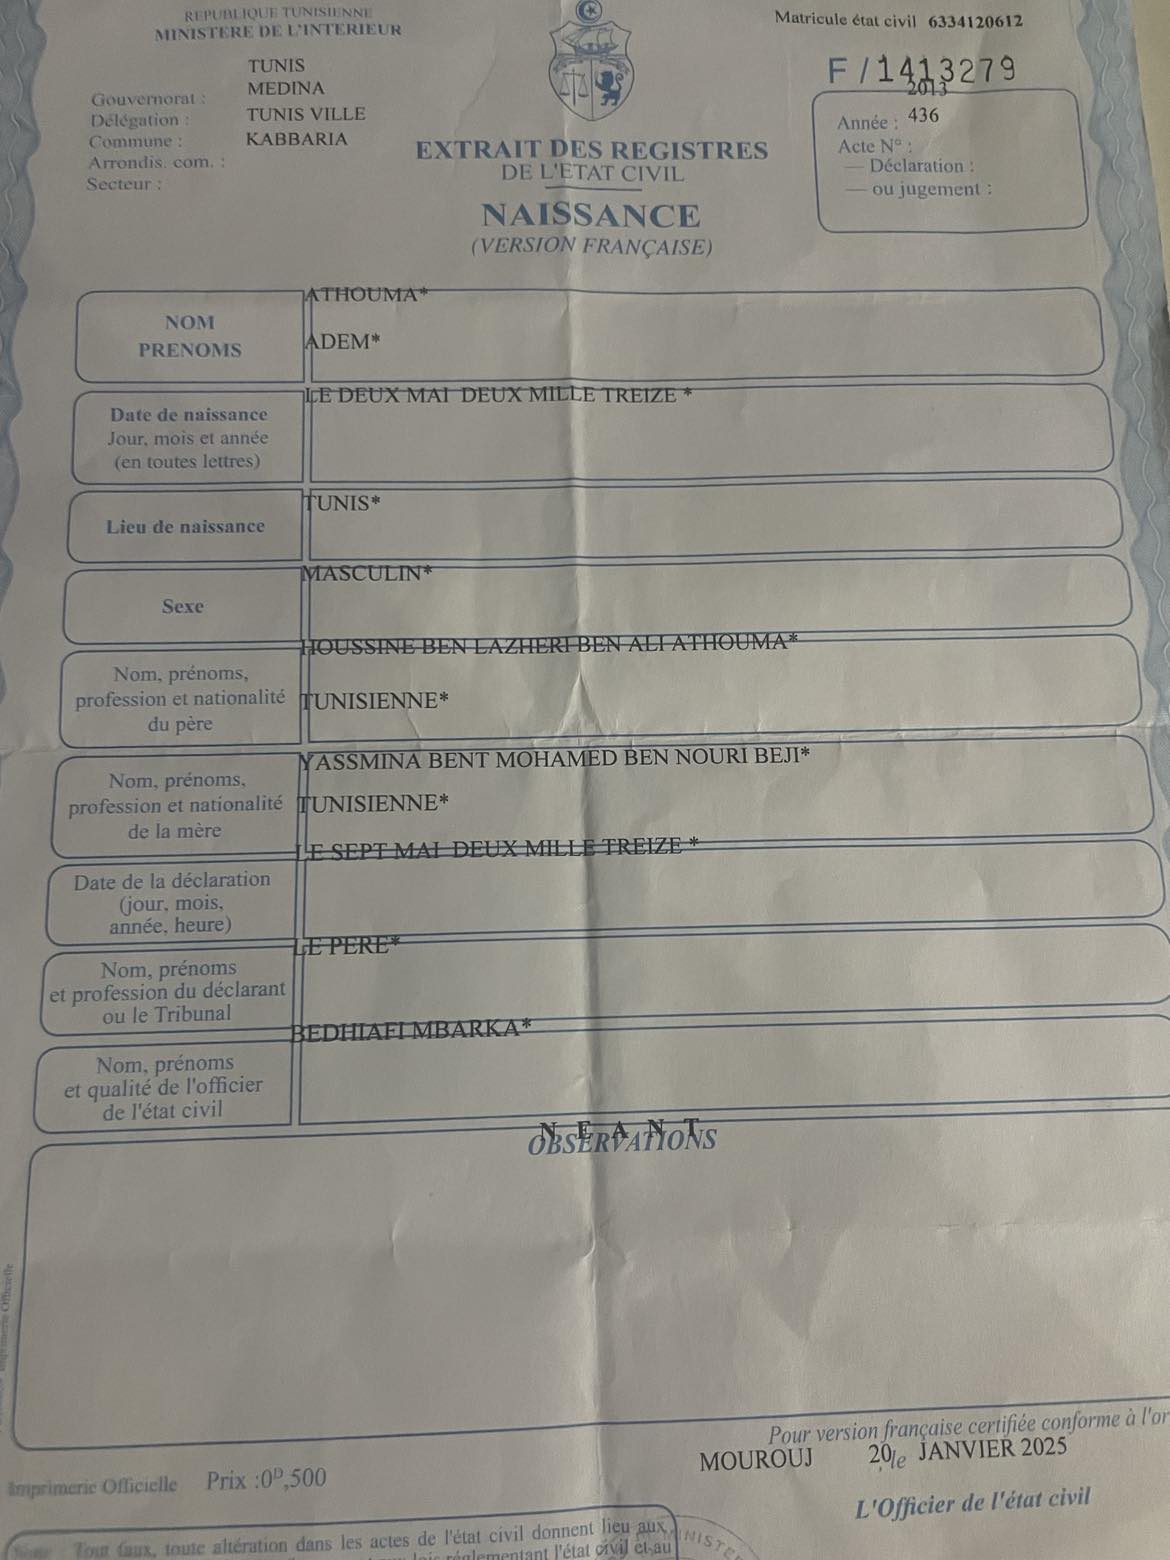 REPUBLIQUE TUNISIENNE
MINISTERE DE L'INTERIEUR
Matricule état civil 6334120612
F/1413279
TUNIS
Gouvernorat :
MEDINA
Délégation :
TUNIS VILLE
Commune :
KABBARIA
Arrondis. com. :
Secteur :
2013
Année :
436
Acte N° :
— Déclaration :
— ou jugement :
EXTRAIT DES REGISTRES
DE L'ETAT CIVIL
NAISSANCE
(VERSION FRANÇAISE)
NOM
PRENOMS
ATHOUMA*
ADEM*
Date de naissance
Jour, mois et année
(en toutes lettres)
LE DEUX MAI DEUX MILLE TREIZE *
Lieu de naissance
TUNIS*
Sexe
MASCULIN*
Nom, prénoms,
profession et nationalité
du père
HOUSSINE BEN LAZHERI BEN ALI ATHOUMA*
TUNISIENNE*
Nom, prénoms,
profession et nationalité
de la mère
YASSMINA BENT MOHAMED BEN NOURI BEJI*
TUNISIENNE*
Date de la déclaration
(jour, mois,
année, heure)
LE SEPT MAI DEUX MILLE TREIZE *
Nom, prénoms
et profession du déclarant
ou le Tribunal
LE PERE*
Nom, prénoms
et qualité de l'officier
de l'état civil
BEDHIAFI MBARKA*
N E A N T
OBSERVATIONS
Imprimerie Officielle
Pour version française certifiée conforme à l'or
MOUROUJ 20 le JANVIER 2025
L'Officier de l'état civil
Imprimerie Officielle Prix :0ᴰ,500
Tout faux, toute altération dans les actes de l'état civil donnent lieu aux
réglementant l'état civil et au
MINISTE